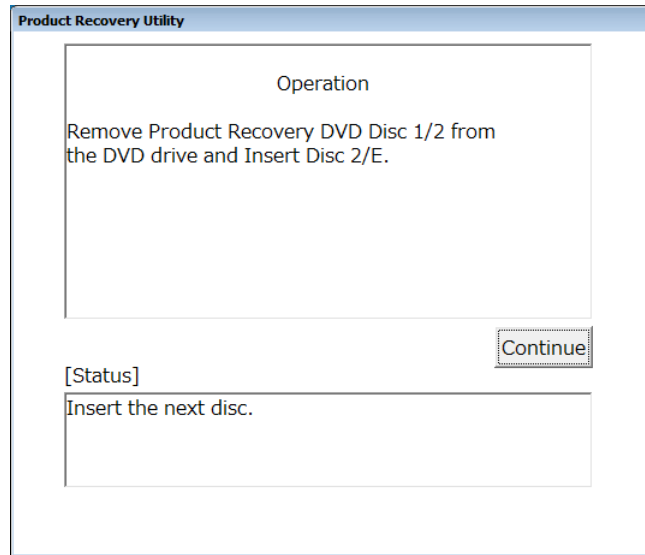 Product Recovery Utility
Operation
Remove Product Recovery DVD Disc 1/2 from
the DVD drive and Insert Disc 2/E.
Continue
[Status]
Insert the next disc.